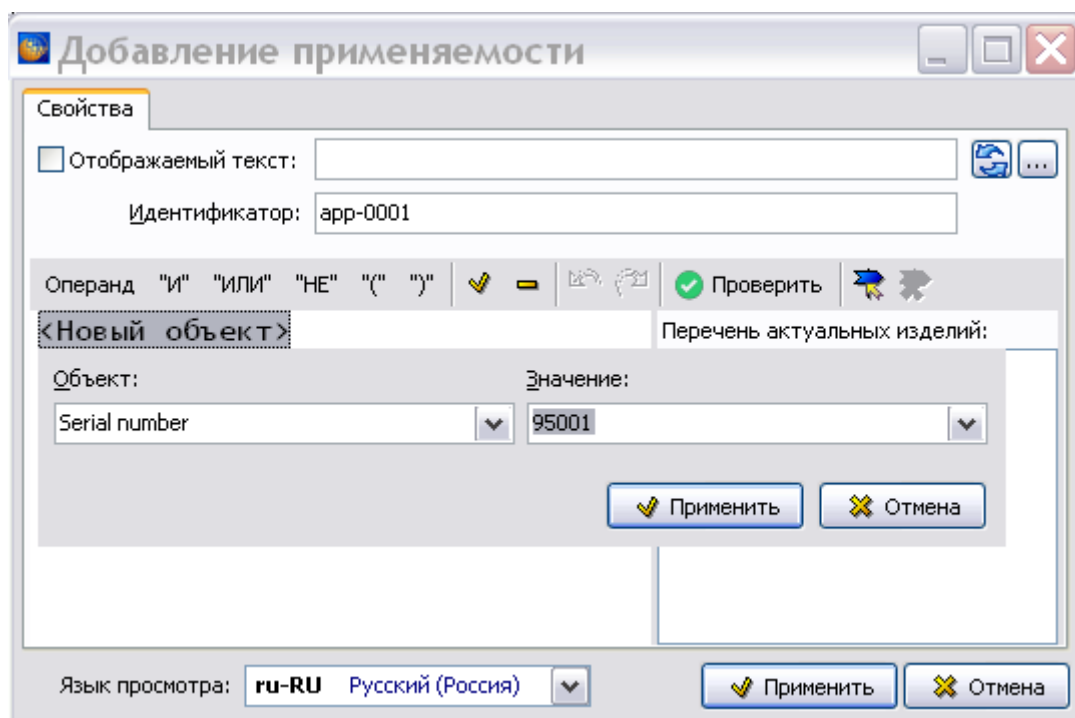 Добавление применяемости
Свойства
Отображаемый текст:
...
Идентификатор: app-0001
Операнд "И" "ИЛИ" "НЕ" "(" ")" Проверить
<Новый объект>
Перечень актуальных изделий:
Объект: Значение:
Serial number 95001
Применить Отмена
Язык просмотра: ru-RU Русский (Россия) Применить Отмена